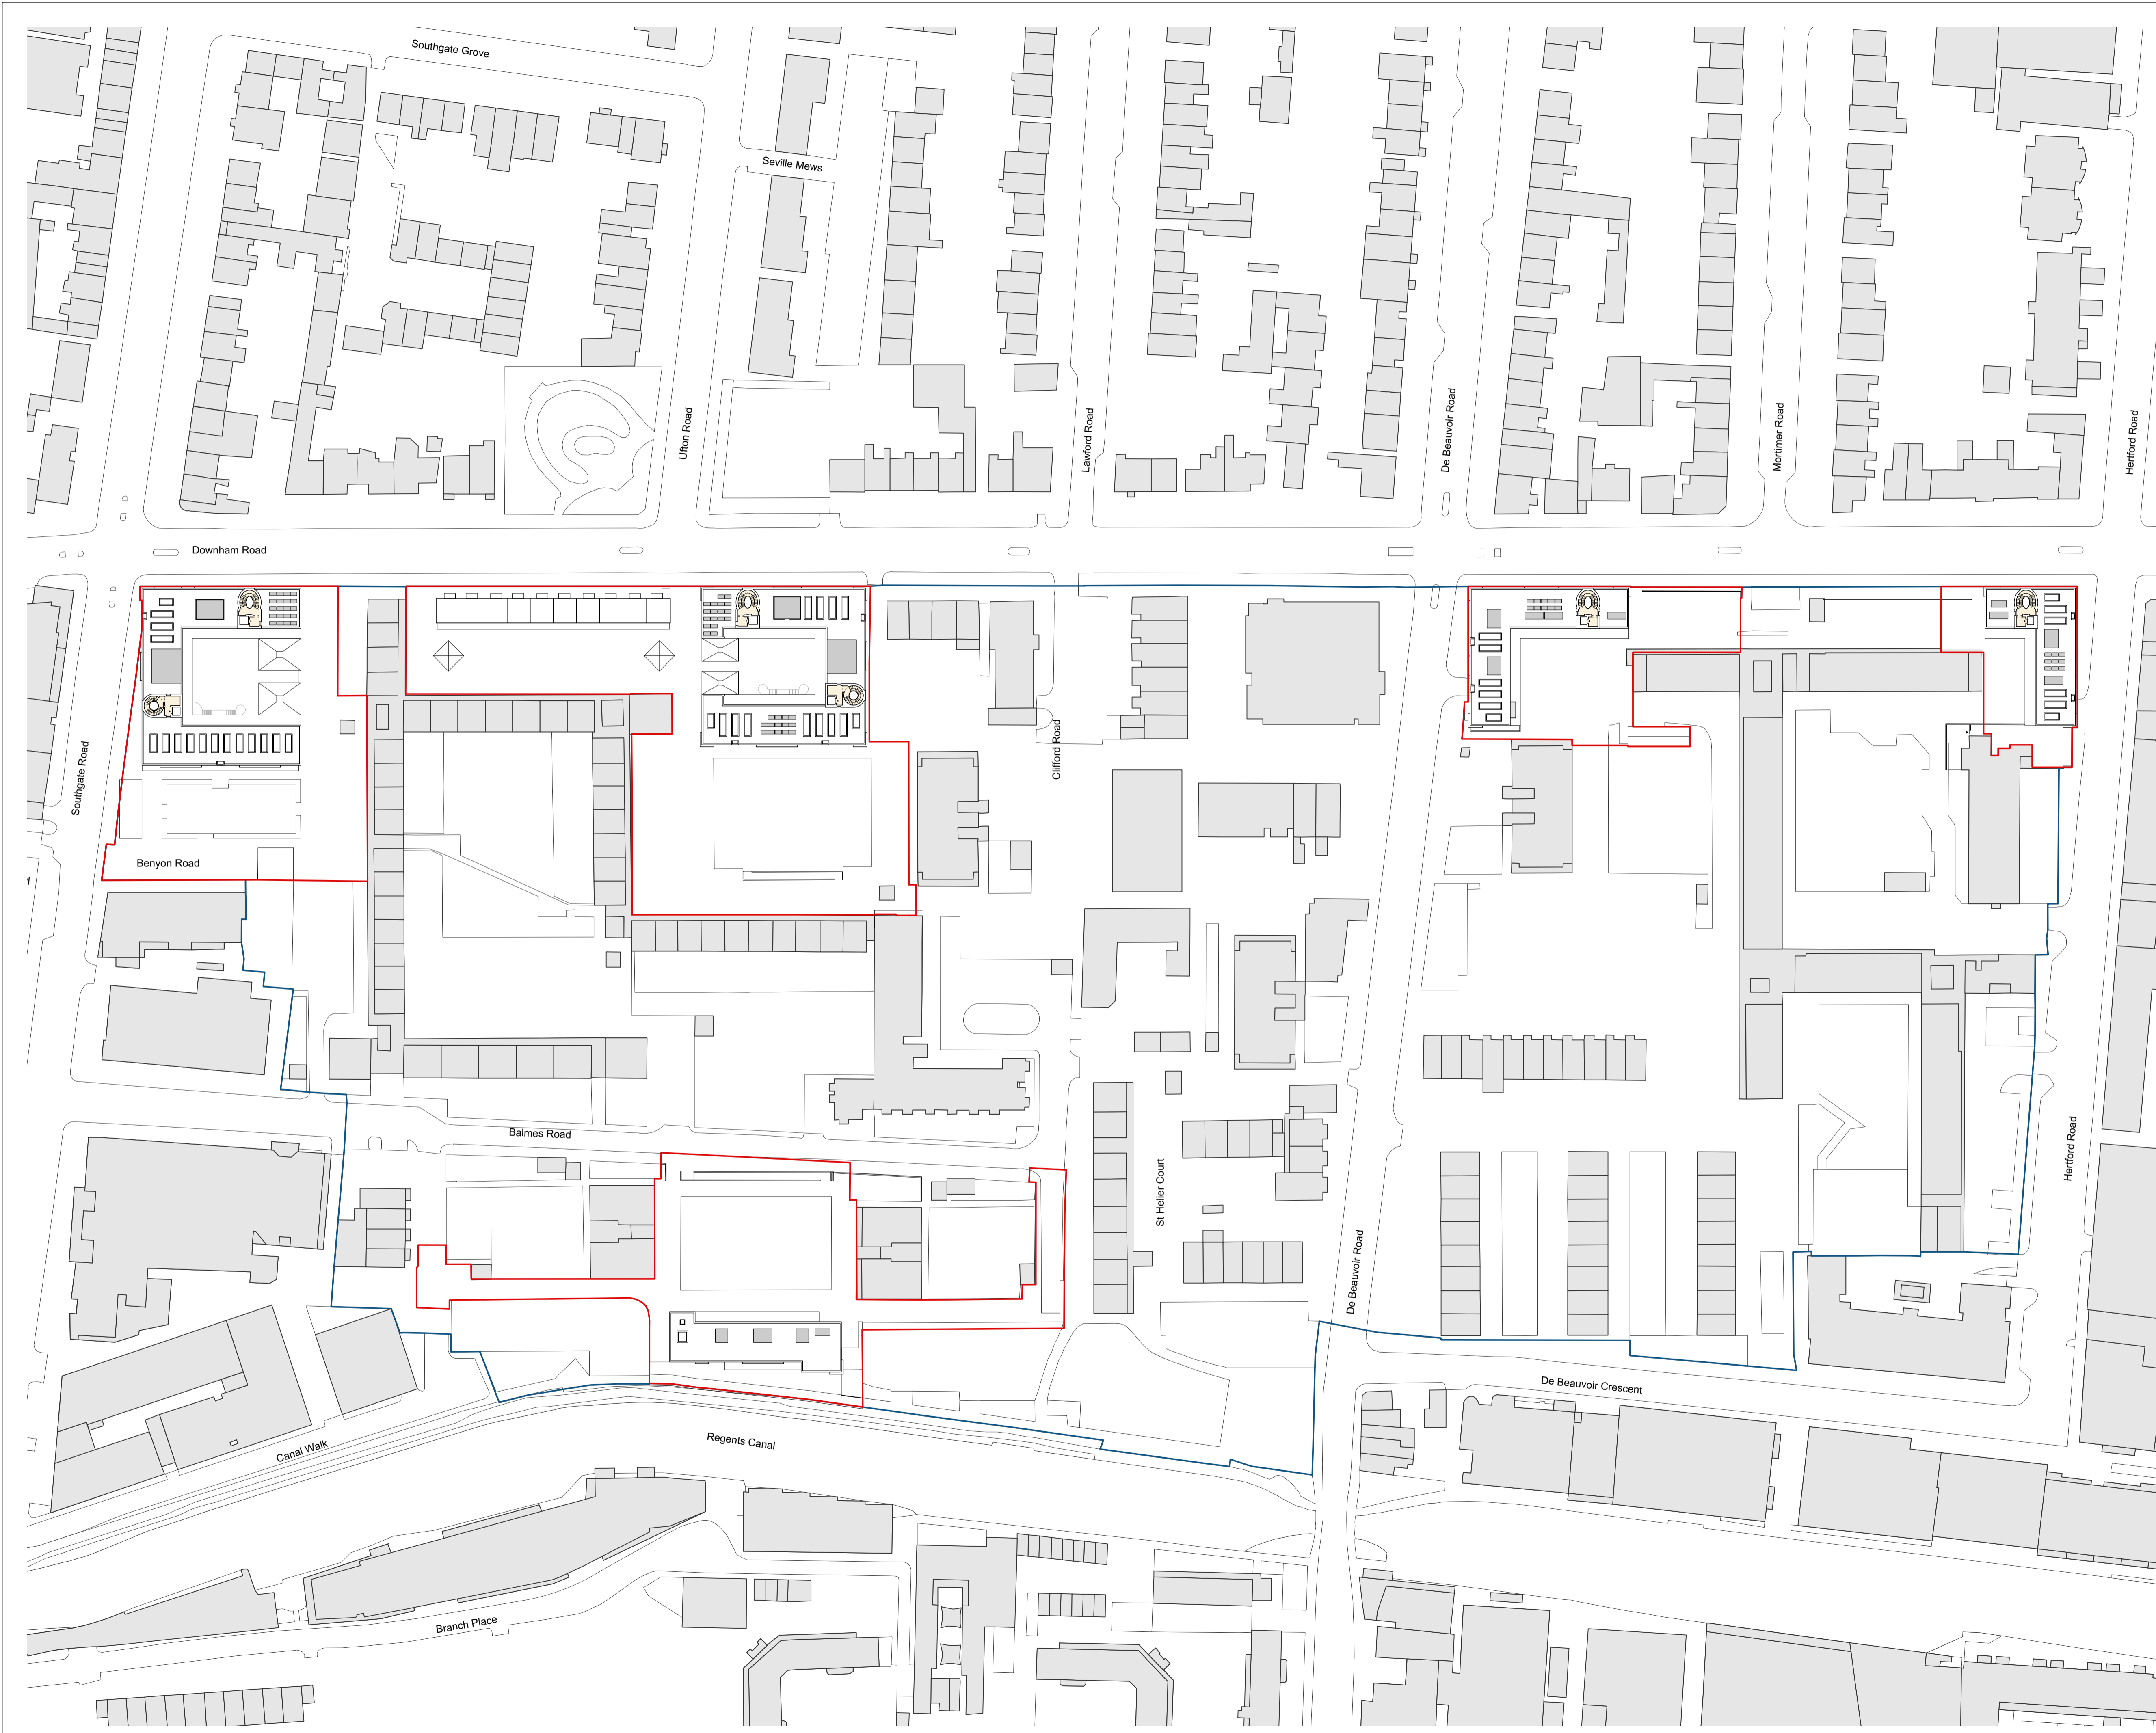 Southgate Grove
Seville Mews
Ufton Road
Lawford Road
De Beauvoir Road
Mortimer Road
Hertford Road
Downham Road
Southgate Road
Clifford Road
Benyon Road
Balmes Road
St Helier Court
Hertford Road
De Beauvoir Road
De Beauvoir Crescent
Canal Walk
Regents Canal
Branch Place